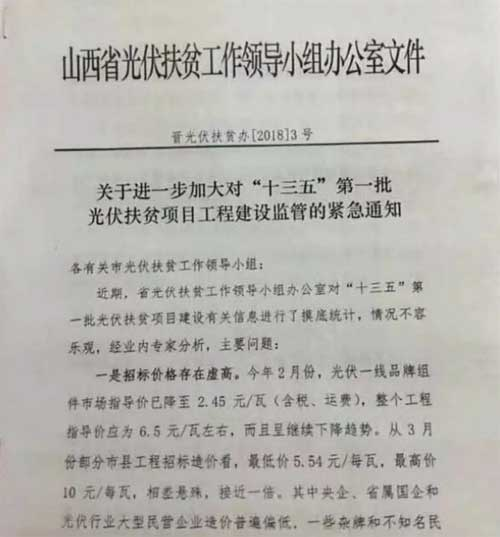 山西省光伏扶贫工作领导小组办公室文件
晋光伏扶贫办[2018]3号
关于进一步加大对“十三五”第一批
光伏扶贫项目工程建设监管的紧急通知
各有关市光伏扶贫工作领导小组：
近期，省光伏扶贫工作领导小组办公室对“十三五”第
一批光伏扶贫项目建设有关信息进行了摸底统计，情况不容
乐观，经业内专家分析，主要问题：
一是招标价格存在虚高。今年2月份，光伏一线品牌组
件市场指导价已降至 2.45 元/瓦（含税、运费），整个工程
指导价应为 6.5 元/瓦左右，而且呈继续下降趋势。从 3 月
份部分市县工程招标造价看，最低价 5.54 元/每瓦，最高价
10 元/每瓦，相差悬殊，接近一倍。其中央企、省属国企和
光伏行业大型民营企业造价普遍偏低，一些杂牌和不知名民